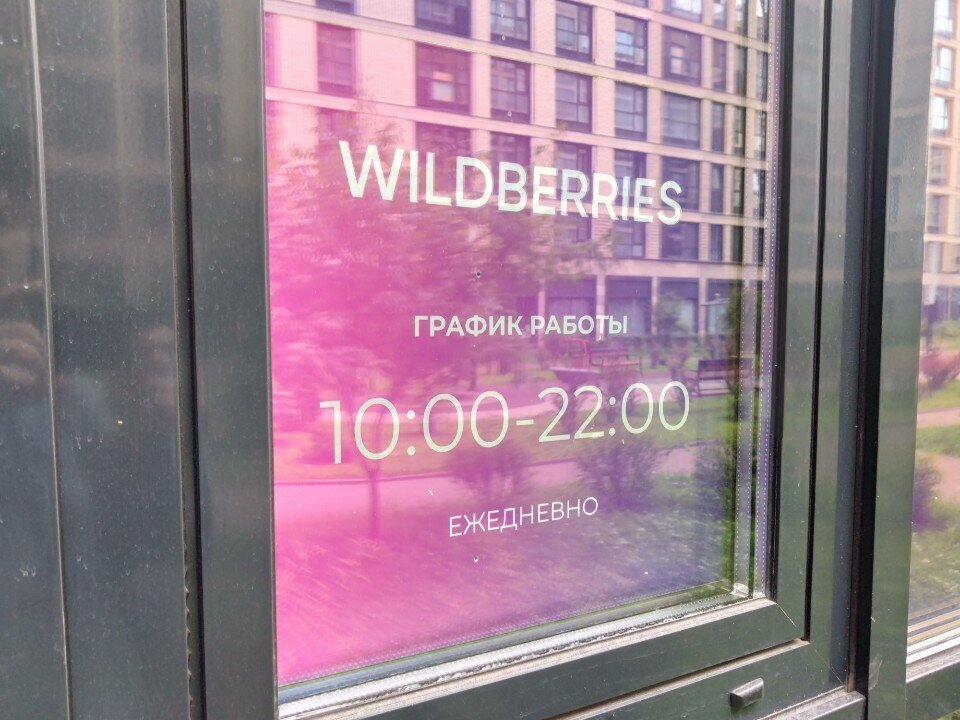 WILDBERRIES
ГРАФИК РАБОТЫ
10:00-22:00
ЕЖЕДНЕВНО